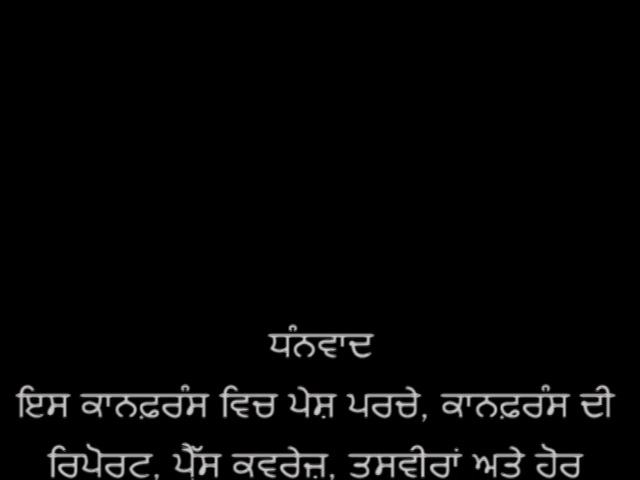 ਧੰਨਵਾਦ
ਇਸ ਕਾਨਫ਼ਰੰਸ ਵਿਚ ਪੇਸ਼ ਪਰਚੇ, ਕਾਨਫ਼ਰੰਸ ਦੀ
ਰਿਪੋਰਟ, ਪ੍ਰੈੱਸ ਕਵਰੇਜ਼, ਤਸਵੀਰਾਂ ਅਤੇ ਹੋਰ